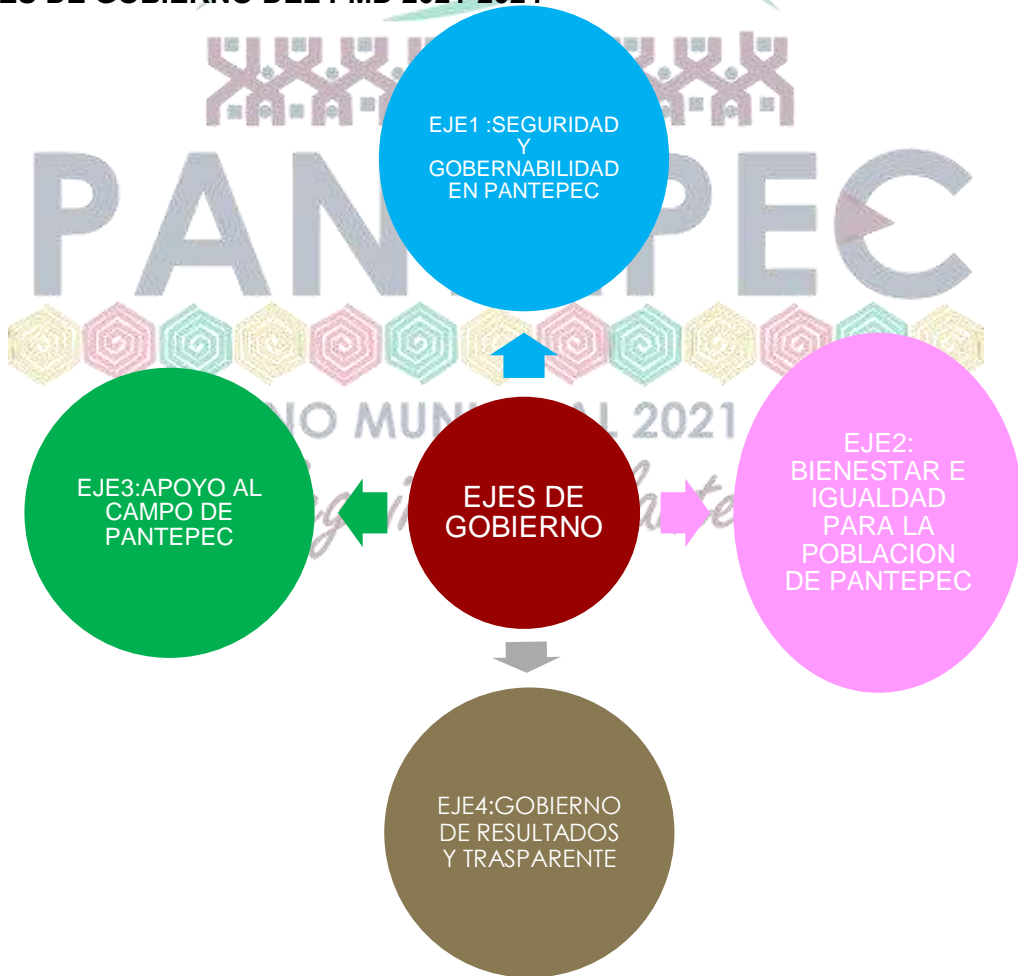 EJE1 :SEGURIDAD
Y
GOBERNABILIDAD
EN PANTEPEC
EJE3:APOYO AL
CAMPO DE
PANTEPEC
EJES DE
GOBIERNO
EJE2:
BIENESTAR E
IGUALDAD
PARA LA
POBLACION
DE PANTEPEC
EJE4:GOBIERNO
DE RESULTADOS
Y TRASPARENTE